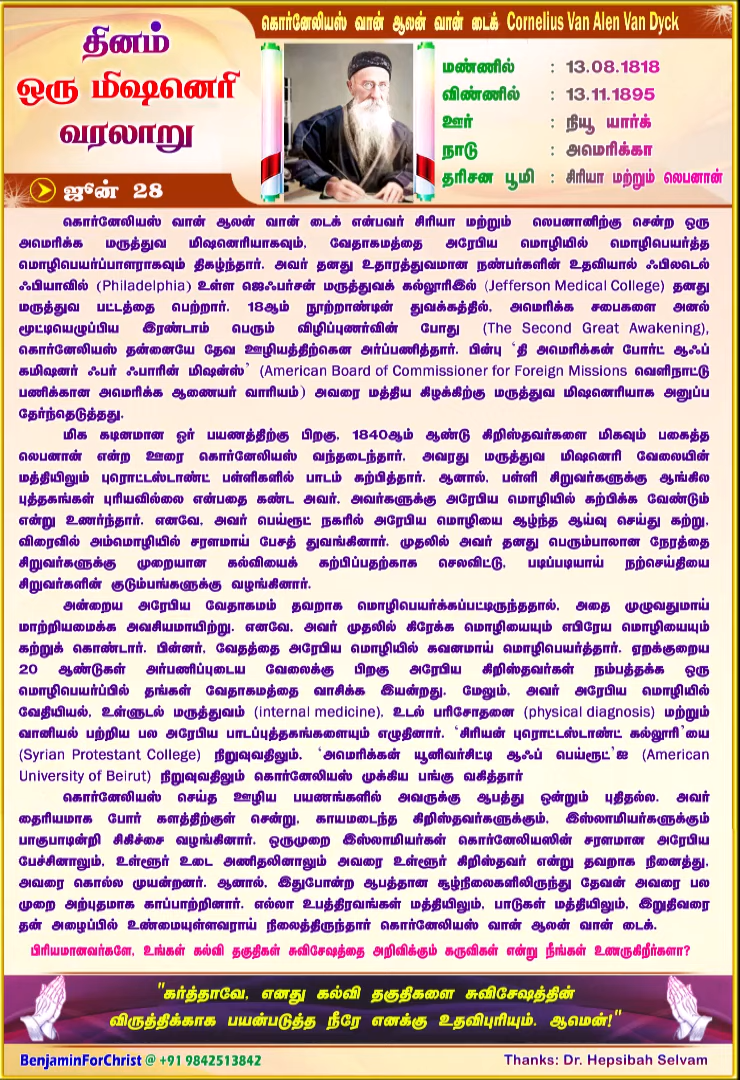 தினம்
ஒரு மிஷனெரி
வரலாறு
ஜூன் 28
கொர்னேலியஸ் வான் ஆலன் வான் டைக் Cornelius Van Alen Van Dyck
மண்ணில் : 13.08.1818
விண்ணில் : 13.11.1895
ஊர் : நியூ யார்க்
நாடு : அமெரிக்கா
தரிசன பூமி : சிரியா மற்றும் லெபனான்
கொர்னேலியஸ் வான் ஆலன் வான் டைக் என்பவர் சிரியா மற்றும் லெபனானிற்கு சென்ற ஒரு
அமெரிக்க மருத்துவ மிஷனெரியாகவும், வேதாகமத்தை அரேபிய மொழியில் மொழிபெயர்த்த
மொழிபெயர்ப்பாளராகவும் திகழ்ந்தார். அவர் தனது உதாரத்துவமான நண்பர்களின் உதவியால் ஃபிலடெல்
ஃபியாவில் (Philadelphia) உள்ள ஜெஃபர்சன் மருத்துவக் கல்லூரிஇல் (Jefferson Medical College) தனது
மருத்துவ பட்டத்தை பெற்றார். 18ஆம் நூற்றாண்டின் துவக்கத்தில், அமெரிக்க சபைகளை அனல்
மூட்டியெழுப்பிய இரண்டாம் பெரும் விழிப்புணர்வின் போது (The Second Great Awakening),
கொர்னேலியஸ் தன்னையே தேவ ஊழியத்திற்கென அர்ப்பணித்தார். பின்பு ‘தி அமெரிக்கன் போர்ட் ஆஃப்
கமிஷனர் ஃபர் ஃபாரின் மிஷன்ஸ்’ (American Board of Commissioner for Foreign Missions வெளிநாட்டு
பணிக்கான அமெரிக்க ஆணையர் வாரியம்) அவரை மத்திய கிழக்கிற்கு மருத்துவ மிஷனெரியாக அனுப்ப
தேர்ந்தெடுத்தது.
மிக கடினமான ஓர் பயணத்திற்கு பிறகு, 1840ஆம் ஆண்டு கிறிஸ்தவர்களை மிகவும் பகைத்த
லெபனான் என்ற ஊரை கொர்னேலியஸ் வந்தடைந்தார். அவரது மருத்துவ மிஷனெரி வேலையின்
மத்தியிலும் புராட்டஸ்டாண்ட் பள்ளிகளில் பாடம் கற்பித்தார். ஆனால், பள்ளி சிறுவர்களுக்கு ஆங்கில
புத்தகங்கள் புரியவில்லை என்பதை கண்ட அவர், அவர்களுக்கு அரேபிய மொழியில் கற்பிக்க வேண்டும்
என்று உணர்ந்தார். எனவே, அவர் பெய்ரூட் நகரில் அரேபிய மொழியை ஆழ்ந்த ஆய்வு செய்து கற்று,
விரைவில் அம்மொழியில் சரளமாய் பேசத் துவங்கினார். முதலில் அவர் தனது பெரும்பாலான நேரத்தை
சிறுவர்களுக்கு முறையான கல்வியைக் கற்பிப்பதற்காக செலவிட்டு, படிப்படியாய் நற்செய்தியை
சிறுவர்களின் குடும்பங்களுக்கு வழங்கினார்.
அன்றைய அரேபிய வேதாகமம் தவறாக மொழிபெயர்க்கப்பட்டிருந்ததால், அதை முழுவதுமாய்
மாற்றியமைக்க அவசியமாயிற்று. எனவே, அவர் முதலில் கிரேக்க மொழியையும் எபிரேய மொழியையும்
கற்றுக் கொண்டார். பின்னர், வேதத்தை அரேபிய மொழியில் கவனமாய் மொழிபெயர்த்தார். ஏறக்குறைய
20 ஆண்டுகள் அர்பணிப்புடைய வேலைக்கு பிறகு அரேபிய கிறிஸ்தவர்கள் நம்பத்தக்க ஒரு
மொழிபெயர்ப்பில் தங்கள் வேதாகமத்தை வாசிக்க இயன்றது. மேலும், அவர் அரேபிய மொழியில்
வேதியியல், உள்ளுடல் மருத்துவம் (internal medicine), உடல் பரிசோதனை (physical diagnosis) மற்றும்
வானியல் பற்றிய பல அரேபிய பாடப்புத்தகங்களையும் எழுதினார். ‘சிரியன் புராட்டஸ்டாண்ட் கல்லூரி’யை
(Syrian Protestant College) நிறுவுவதிலும், ‘அமெரிக்கன் யூனிவர்சிட்டி ஆஃப் பெய்ரூட்’ஐ (American
University of Beirut) நிறுவுவதிலும் கொர்னேலியஸ் முக்கிய பங்கு வகித்தார்
கொர்னேலியஸ் செய்த ஊழிய பயணங்களில் அவருக்கு ஆபத்து ஒன்றும் புதிதல்ல. அவர்
தைரியமாக போர் களத்திற்குள் சென்று, காயமடைந்த கிறிஸ்தவர்களுக்கும், இஸ்லாமியர்களுக்கும்
பாகுபாடின்றி சிகிச்சை வழங்கினார். ஒருமுறை இஸ்லாமியர்கள் கொர்னேலியஸின் சரளமான அரேபிய
பேச்சினாலும், உள்ளூர் உடை அணிதலினாலும் அவரை உள்ளூர் கிறிஸ்தவர் என்று தவறாக நினைத்து,
அவரை கொல்ல முயன்றனர். ஆனால், இதுபோன்ற ஆபத்தான சூழ்நிலைகளிலிருந்து தேவன் அவரை பல
முறை அற்புதமாக காப்பாற்றினார். எல்லா உபத்திரவங்கள் மத்தியிலும், பாடுகள் மத்தியிலும், இறுதிவரை
தன் அழைப்பில் உண்மையுள்ளவராய் நிலைத்திருந்தார் கொர்னேலியஸ் வான் ஆலன் வான் டைக்.
பிரியமானவர்களே, உங்கள் கல்வி தகுதிகள் சுவிசேஷத்தை அறிவிக்கும் கருவிகள் என்று நீங்கள் உணருகிறீர்களா?
"கர்த்தாவே, எனது கல்வி தகுதிகளை சுவிசேஷத்தின்
விருத்திக்காக பயன்படுத்த நீரே எனக்கு உதவிபுரியும். ஆமென்!"
BenjaminForChrist @ +91 9842513842
Thanks: Dr. Hepsibah Selvam